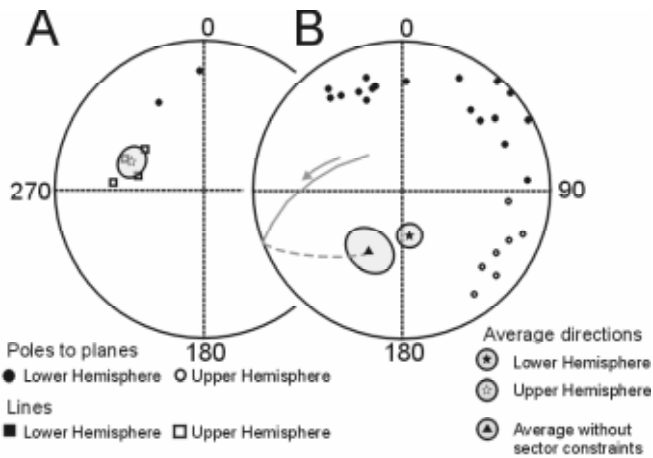 A
0
B
0
270
90
180
180
Poles to planes
Lower Hemisphere
Upper Hemisphere
Lines
Lower Hemisphere
Upper Hemisphere
Average directions
Lower Hemisphere
Upper Hemisphere
Average without
sector constraints